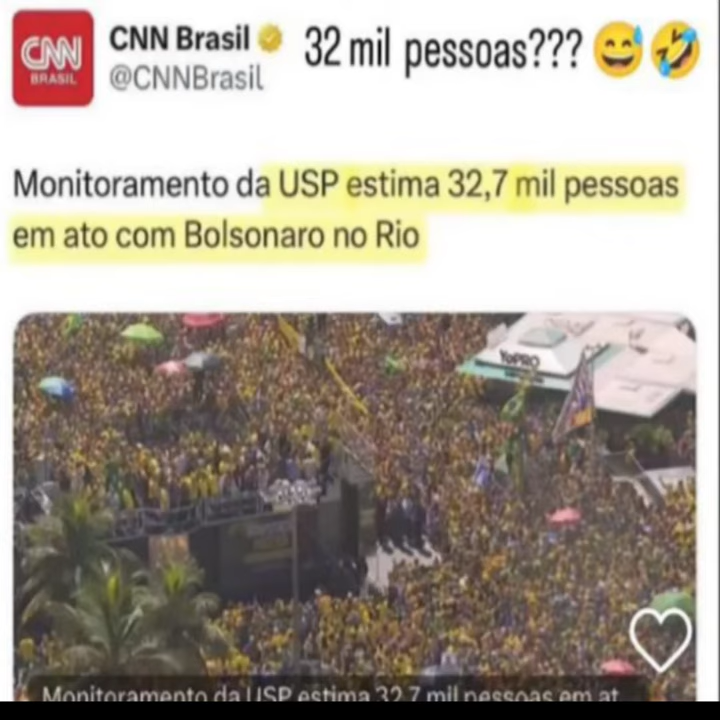 CNN
BRASIL
CNN Brasil
@CNNBrasil
32 mil pessoas??? 😅🤣
Monitoramento da USP estima 32,7 mil pessoas
em ato com Bolsonaro no Rio
YoPRO
Monitoramento da USP estima 32,7 mil pessoas em at